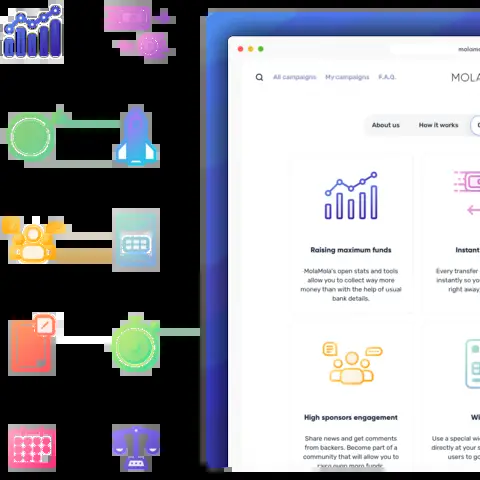 molam
All campaigns My campaigns F.A.Q.
MOLA
About us How it works
Raising maximum funds
MolaMola's open stats and tools
allow you to collect way more
money than with the help of usual
bank details.
Instant
Every transfer
instantly so yo
right away
High sponsors engagement
Share news and get comments
from backers. Become part of a
community that will allow you to
raise even more funds
Wi
Use a special wi
directly at your s
users to go